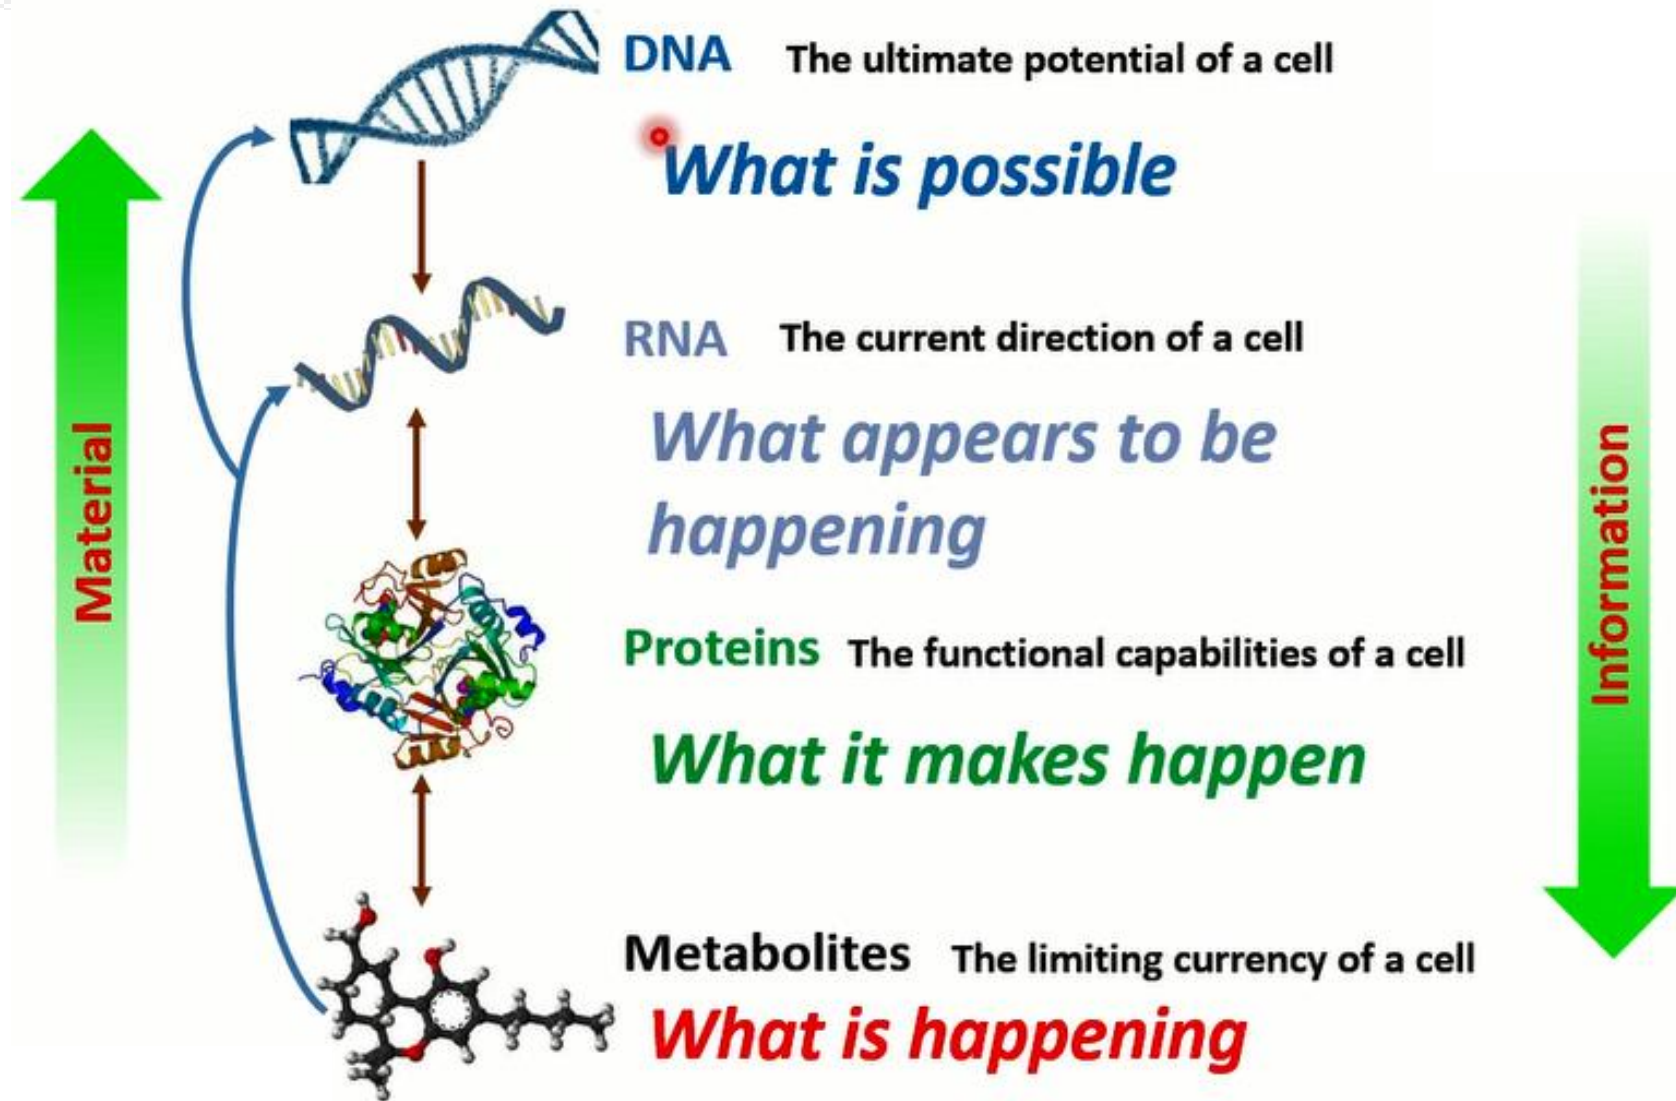 DNA The ultimate potential of a cell
What is possible
RNA The current direction of a cell
What appears to be
happening
Proteins The functional capabilities of a cell
What it makes happen
Metabolites The limiting currency of a cell
What is happening
Material
Information